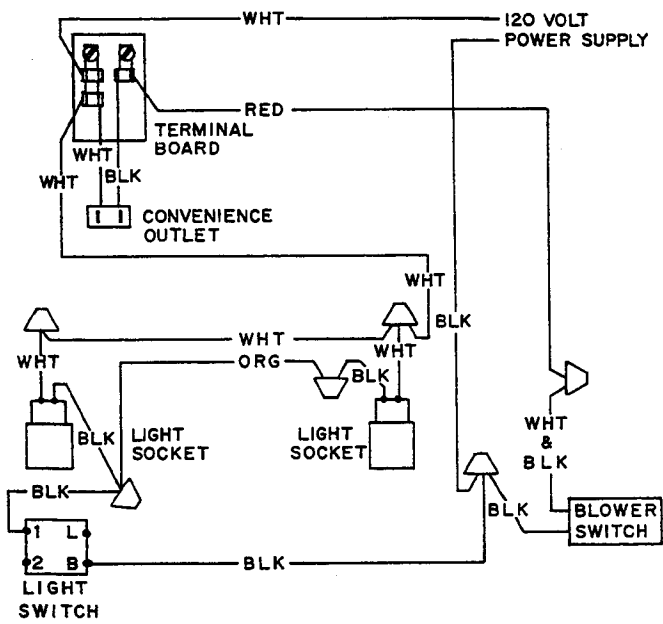 WHT
120 VOLT
POWER SUPPLY
RED
TERMINAL
BOARD
WHT
BLK
WHT
CONVENIENCE
OUTLET
WHT
BLK
WHT
WHT
WHT
ORG
BLK
WHT
&
BLK
BLK
LIGHT
SOCKET
LIGHT
SOCKET
BLK
BLK
BLOWER
SWITCH
1 L
2 B
BLK
LIGHT
SWITCH